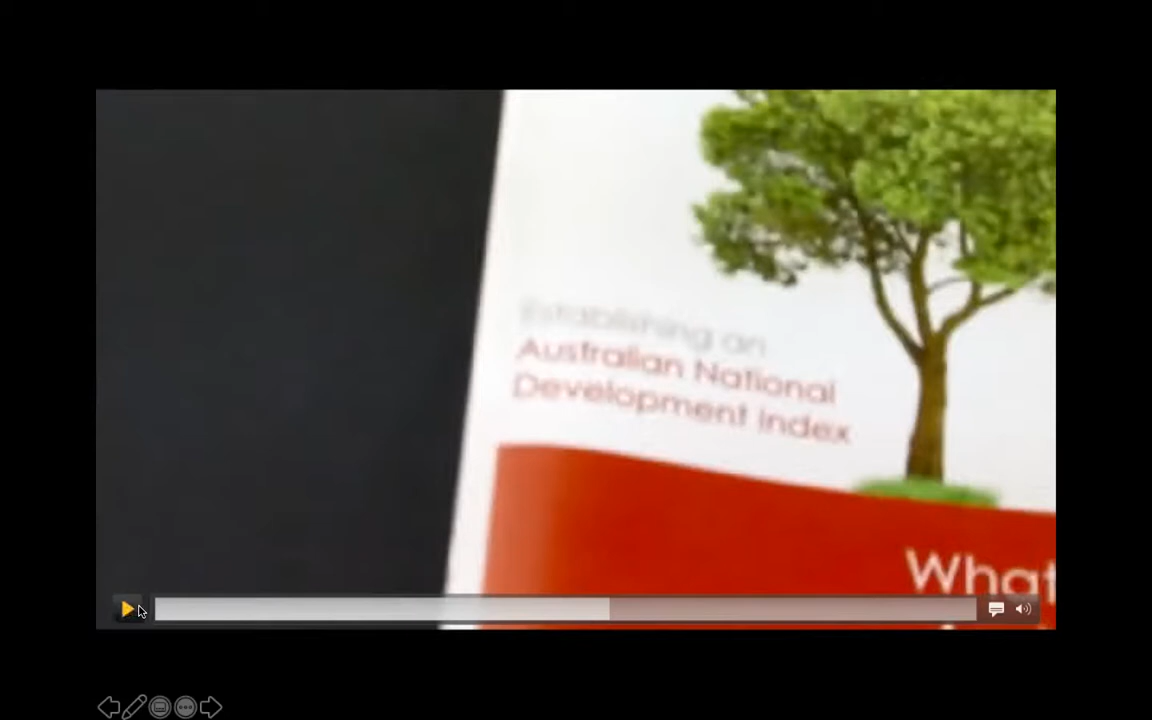 Establishing an
Australian National
Development Index
What